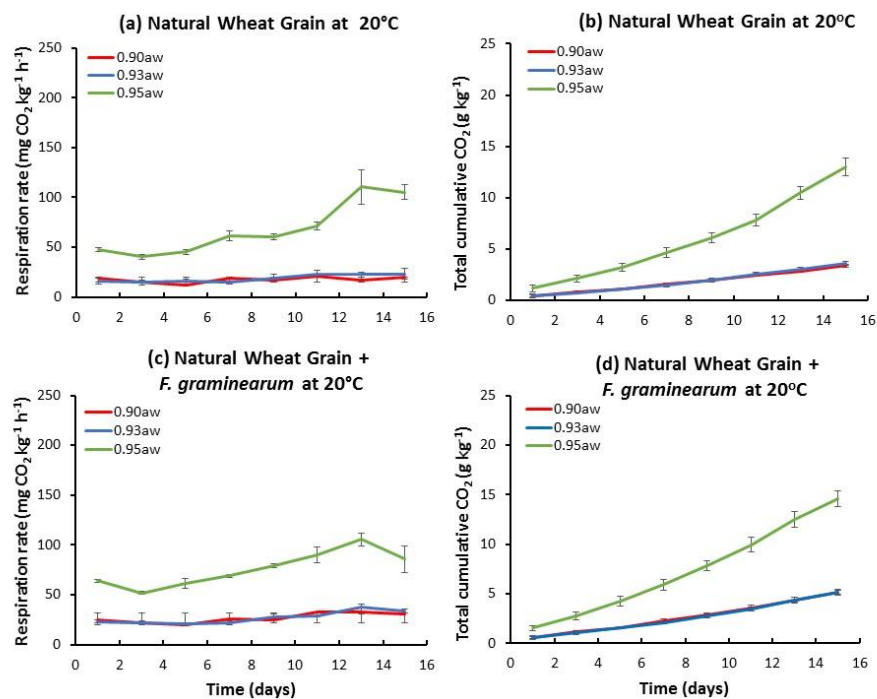 (a) Natural Wheat Grain at 20°C
Respiration rate (mg CO₂ kg⁻¹ h⁻¹)
250
200
150
100
50
0
0.90aw
0.93aw
0.95aw
0 2 4 6 8 10 12 14 16
(b) Natural Wheat Grain at 20°C
Total cumulative CO₂ (g kg⁻¹)
25
20
15
10
5
0
0.90aw
0.93aw
0.95aw
0 2 4 6 8 10 12 14 16
(c) Natural Wheat Grain +
F. graminearum at 20°C
Respiration rate (mg CO₂ kg⁻¹ h⁻¹)
250
200
150
100
50
0
0.90aw
0.93aw
0.95aw
0 2 4 6 8 10 12 14 16
Time (days)
(d) Natural Wheat Grain +
F. graminearum at 20°C
Total cumulative CO₂ (g kg⁻¹)
25
20
15
10
5
0
0.90aw
0.93aw
0.95aw
0 2 4 6 8 10 12 14 16
Time (days)